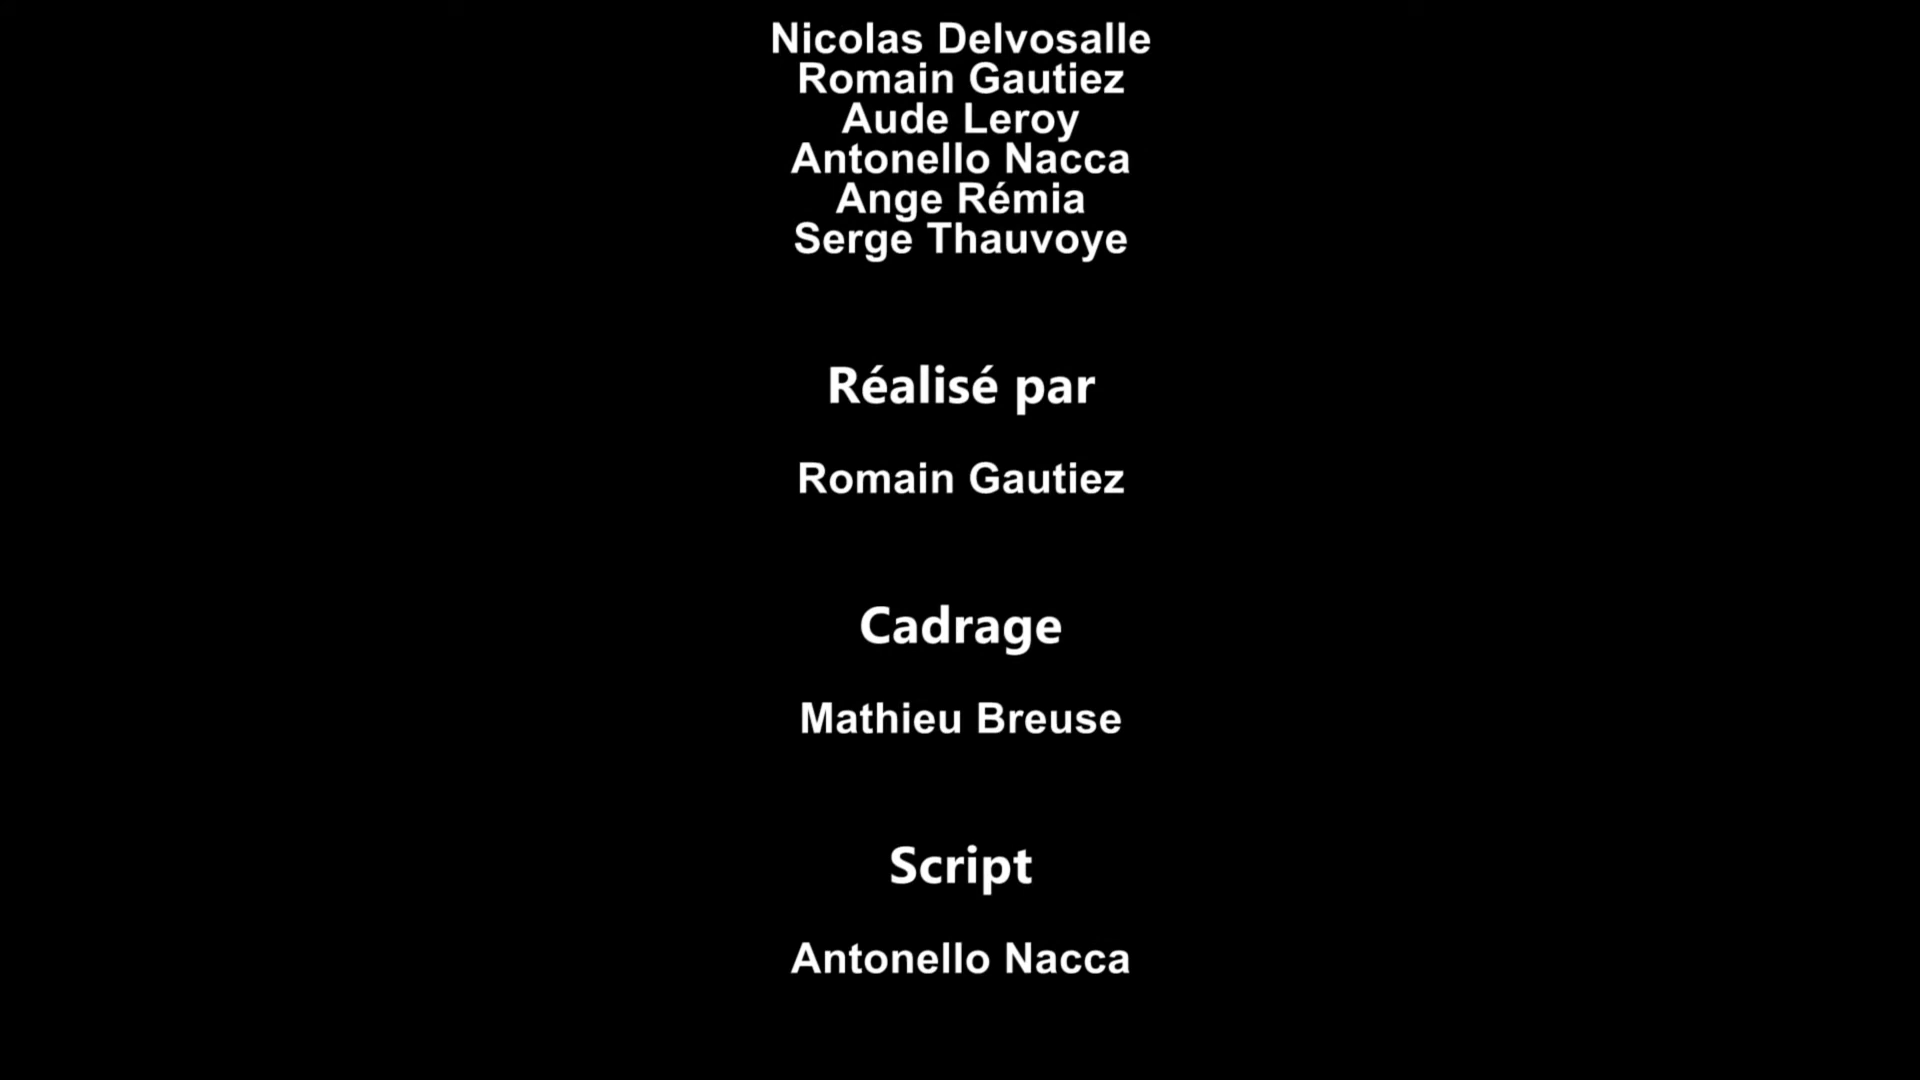 Nicolas Delvosalle
Romain Gautiez
Aude Leroy
Antonello Nacca
Ange Rémia
Serge Thauvoye
Réalisé par
Romain Gautiez
Cadrage
Mathieu Breuse
Script
Antonello Nacca